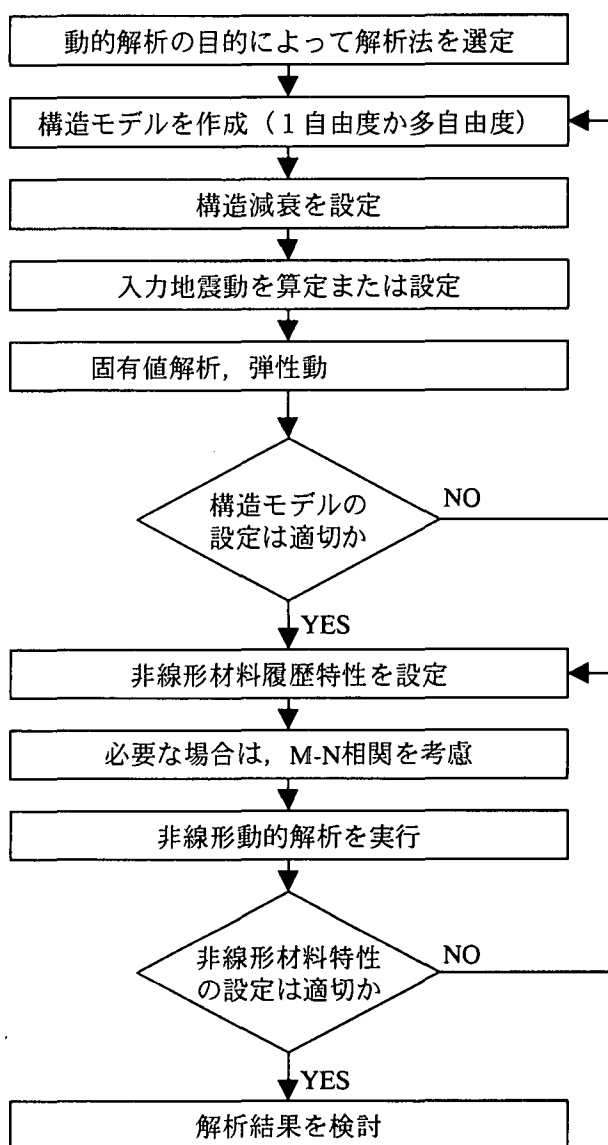 動的解析の目的によって解析法を選定
構造モデルを作成（1自由度か多自由度）
構造減衰を設定
入力地震動を算定または設定
固有値解析，弾性動
構造モデルの
設定は適切か
NO
YES
非線形材料履歴特性を設定
必要な場合は，M-N相関を考慮
非線形動的解析を実行
非線形材料特性
の設定は適切か
NO
YES
解析結果を検討